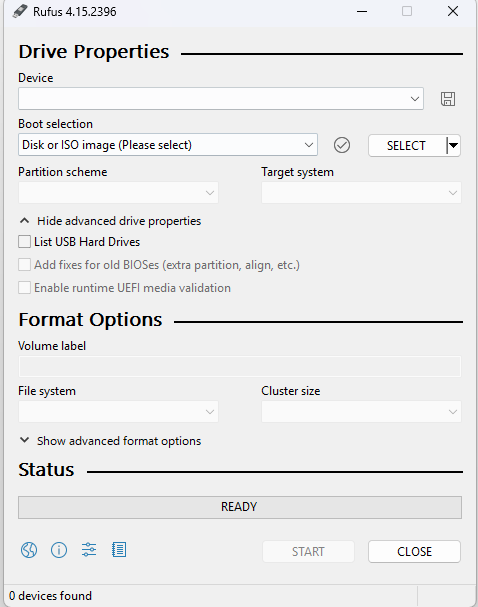 Rufus 4.15.2396
Drive Properties
Device
Boot selection
Disk or ISO image (Please select)
SELECT
Partition scheme Target system
Hide advanced drive properties
List USB Hard Drives
Add fixes for old BIOSes (extra partition, align, etc.)
Enable runtime UEFI media validation
Format Options
Volume label
File system Cluster size
Show advanced format options
Status
READY
START CLOSE
0 devices found